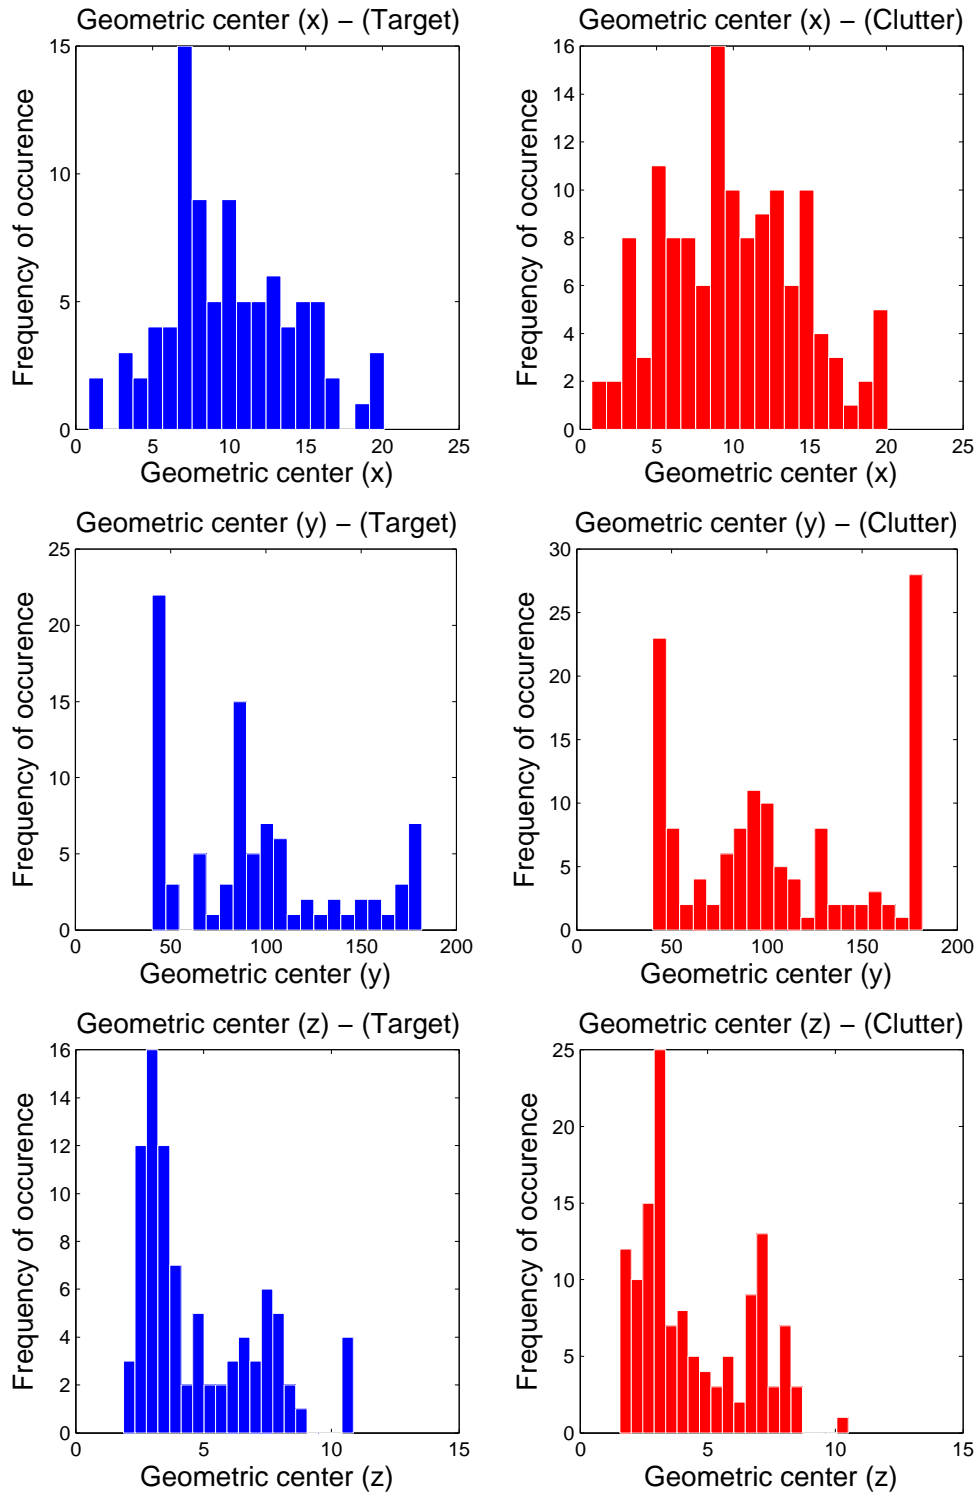 Geometric center (x) – (Target)
15
10
5
0
0 5 10 15 20 25
Frequency of occurence
Geometric center (x)
Geometric center (x) – (Clutter)
16
14
12
10
8
6
4
2
0
0 5 10 15 20 25
Frequency of occurence
Geometric center (x)
Geometric center (y) – (Target)
25
20
15
10
5
0
0 50 100 150 200
Frequency of occurence
Geometric center (y)
Geometric center (y) – (Clutter)
30
25
20
15
10
5
0
0 50 100 150 200
Frequency of occurence
Geometric center (y)
Geometric center (z) – (Target)
16
14
12
10
8
6
4
2
0
0 5 10 15
Frequency of occurence
Geometric center (z)
Geometric center (z) – (Clutter)
25
20
15
10
5
0
0 5 10 15
Frequency of occurence
Geometric center (z)